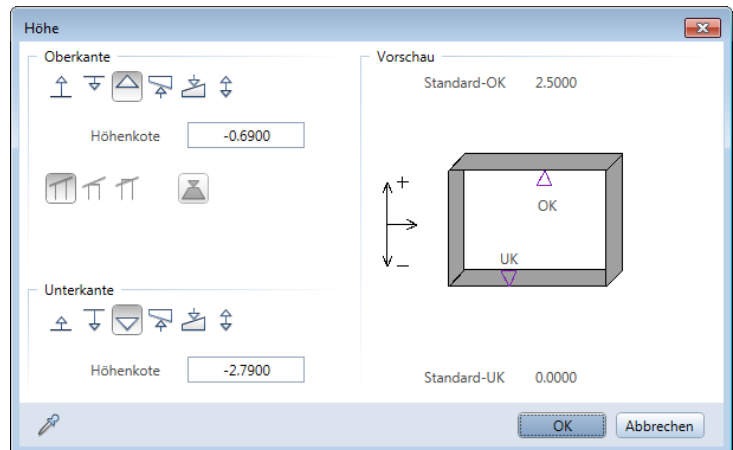 Höhe
Oberkante
Höhenkote -0.6900
Unterkante
Höhenkote -2.7900
Vorschau
Standard-OK 2.5000
+
OK
UK
–
Standard-UK 0.0000
OK Abbrechen